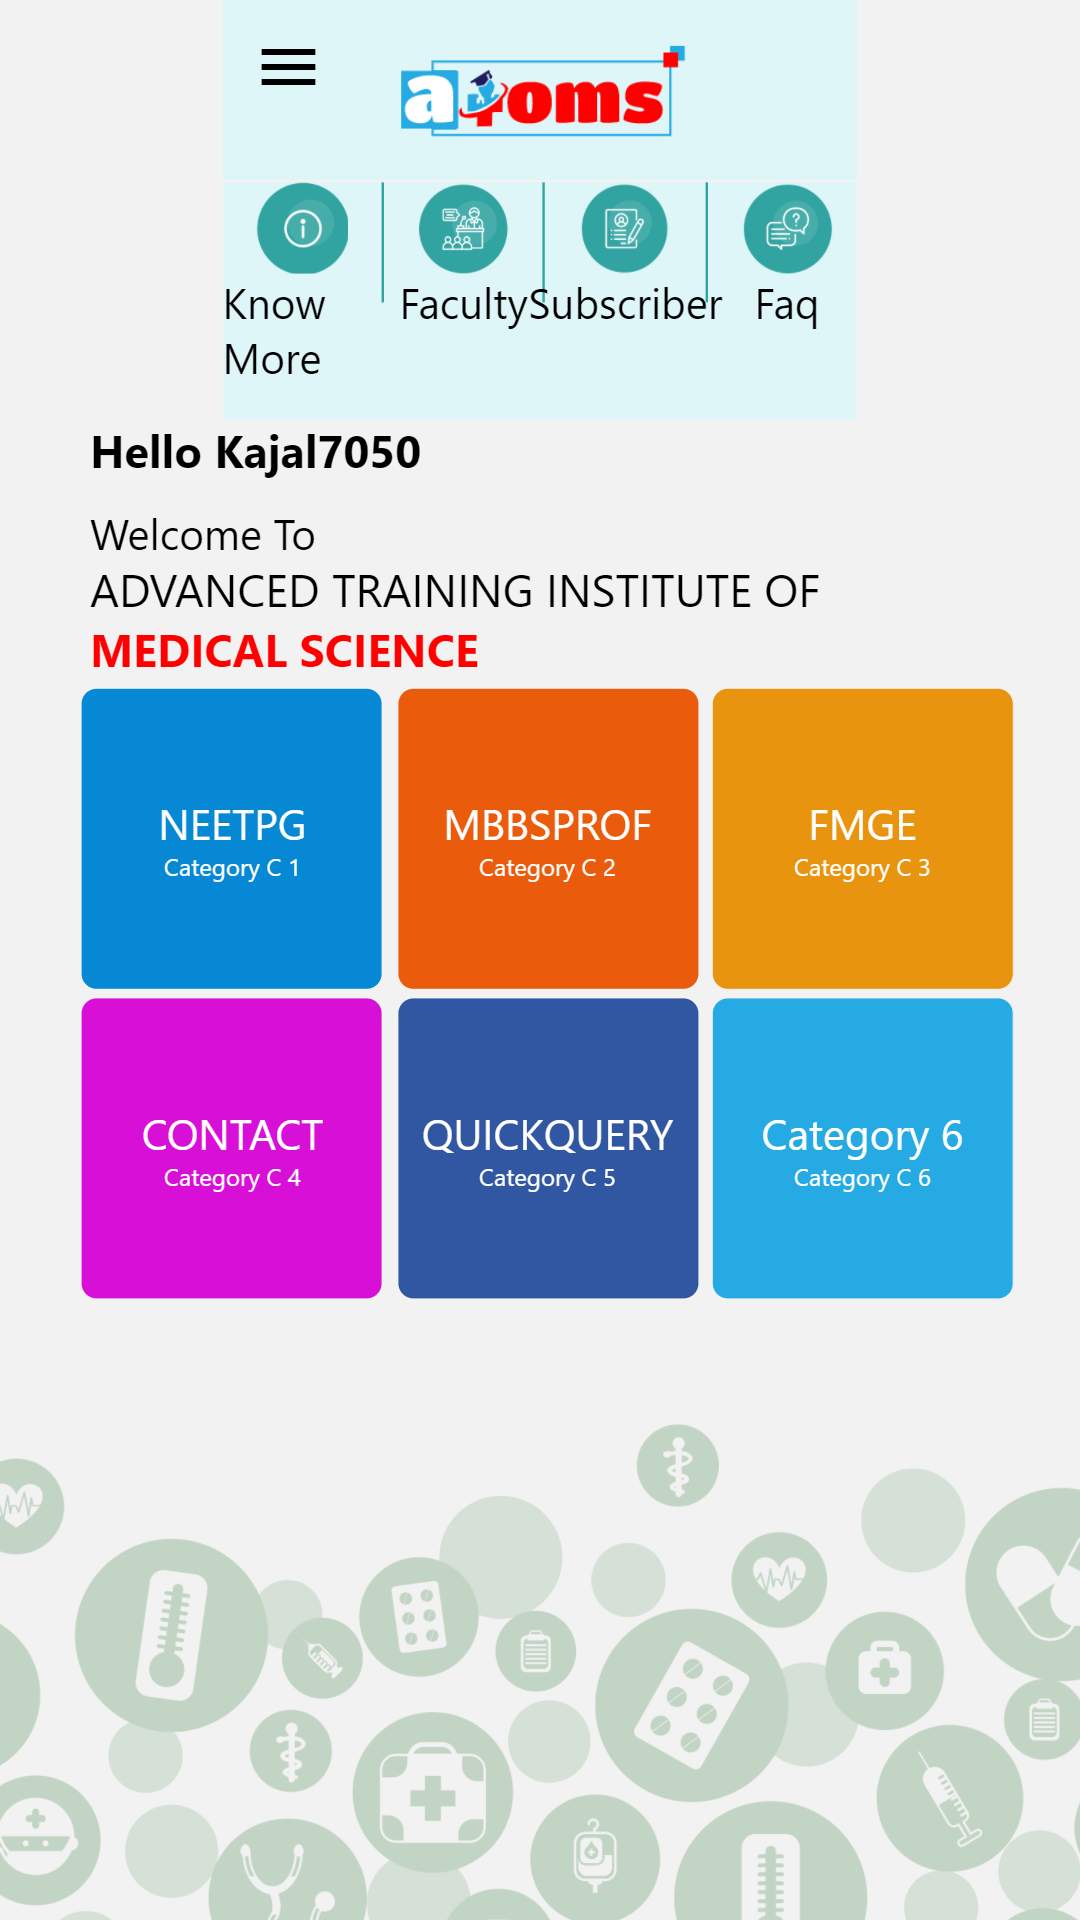 atoms
Know More
Faculty
Subscriber
Faq
Hello Kajal7050
Welcome To
ADVANCED TRAINING INSTITUTE OF
MEDICAL SCIENCE
NEETPG
Category C 1
MBBSPROF
Category C 2
FMGE
Category C 3
CONTACT
Category C 4
QUICKQUERY
Category C 5
Category 6
Category C 6